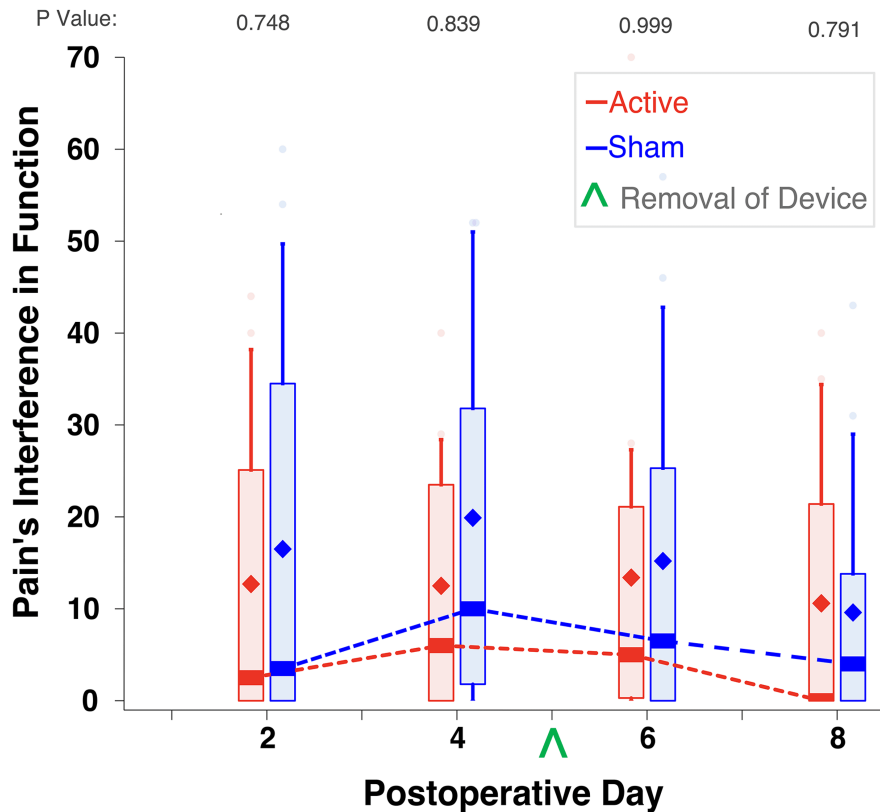 P Value: 0.748 0.839 0.999 0.791
70
60
50
40
30
20
10
0
Pain's Interference in Function
Active
Sham
Removal of Device
2 4 6 8
Postoperative Day